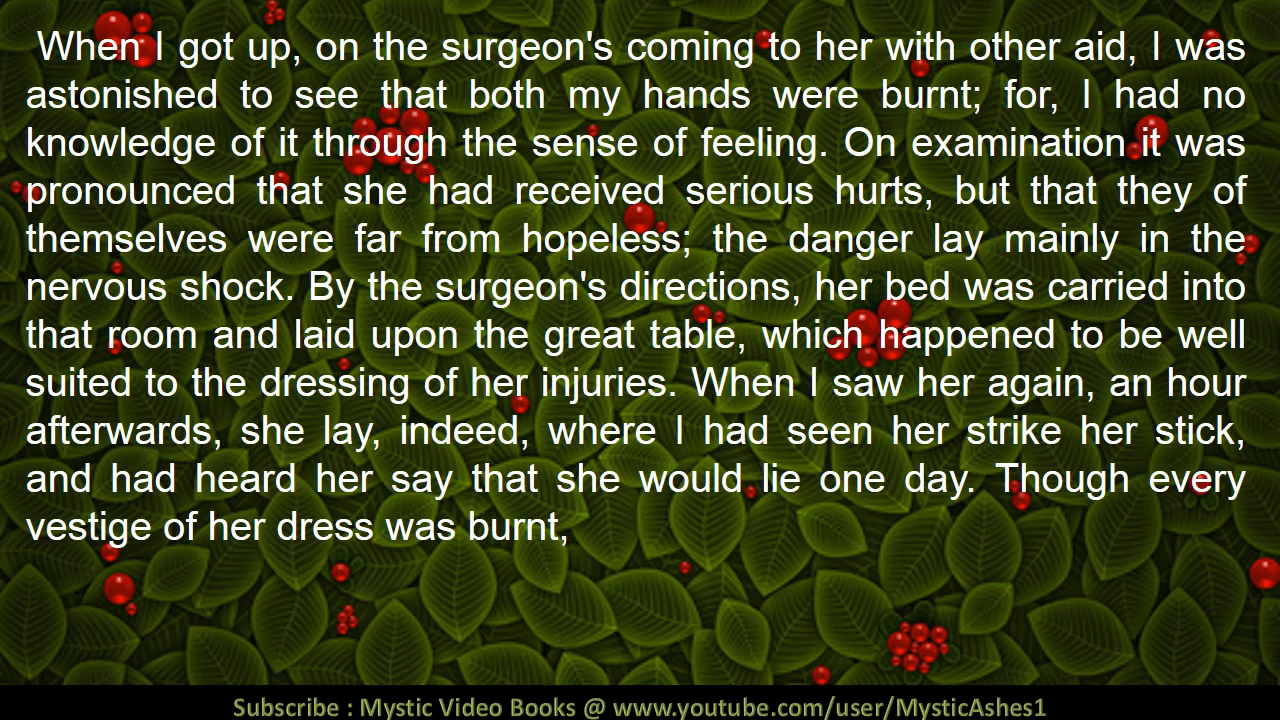 When I got up, on the surgeon's coming to her with other aid, I was
astonished to see that both my hands were burnt; for, I had no
knowledge of it through the sense of feeling. On examination it was
pronounced that she had received serious hurts, but that they of
themselves were far from hopeless; the danger lay mainly in the
nervous shock. By the surgeon's directions, her bed was carried into
that room and laid upon the great table, which happened to be well
suited to the dressing of her injuries. When I saw her again, an hour
afterwards, she lay, indeed, where I had seen her strike her stick,
and had heard her say that she would lie one day. Though every
vestige of her dress was burnt,
Subscribe : Mystic Video Books @ www.youtube.com/user/MysticAshes1